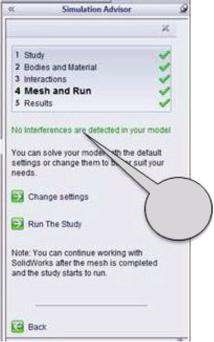 Simulation Advisor
1 Study
2 Bodies and Material
3 Interactions
4 Mesh and Run
5 Results
No interferences are detected in your model
You can solve your model with the default
settings or change them to better suit your
needs.
Change settings
Run The Study
Note: You can continue working with
SolidWorks after the mesh is completed
and the study starts to run.
Back